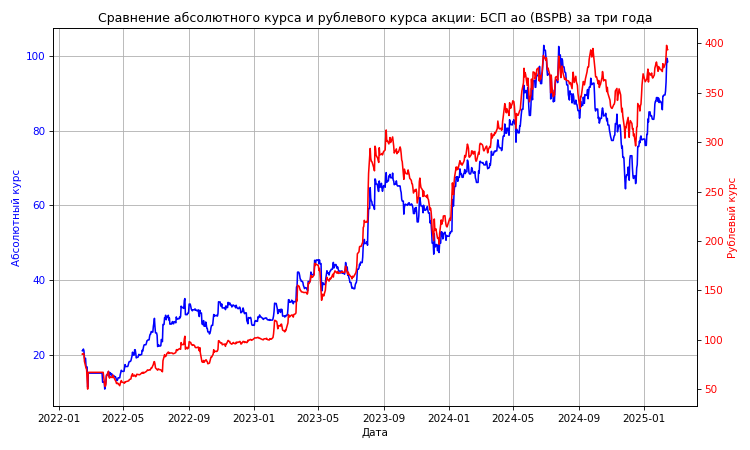 Сравнение абсолютного курса и рублевого курса акции: БСП ао (BSPB) за три года
Абсолютный курс
100
80
60
40
20
Рублевый курс
400
350
300
250
200
150
100
50
2022-01 2022-05 2022-09 2023-01 2023-05 2023-09 2024-01 2024-05 2024-09 2025-01
Дата